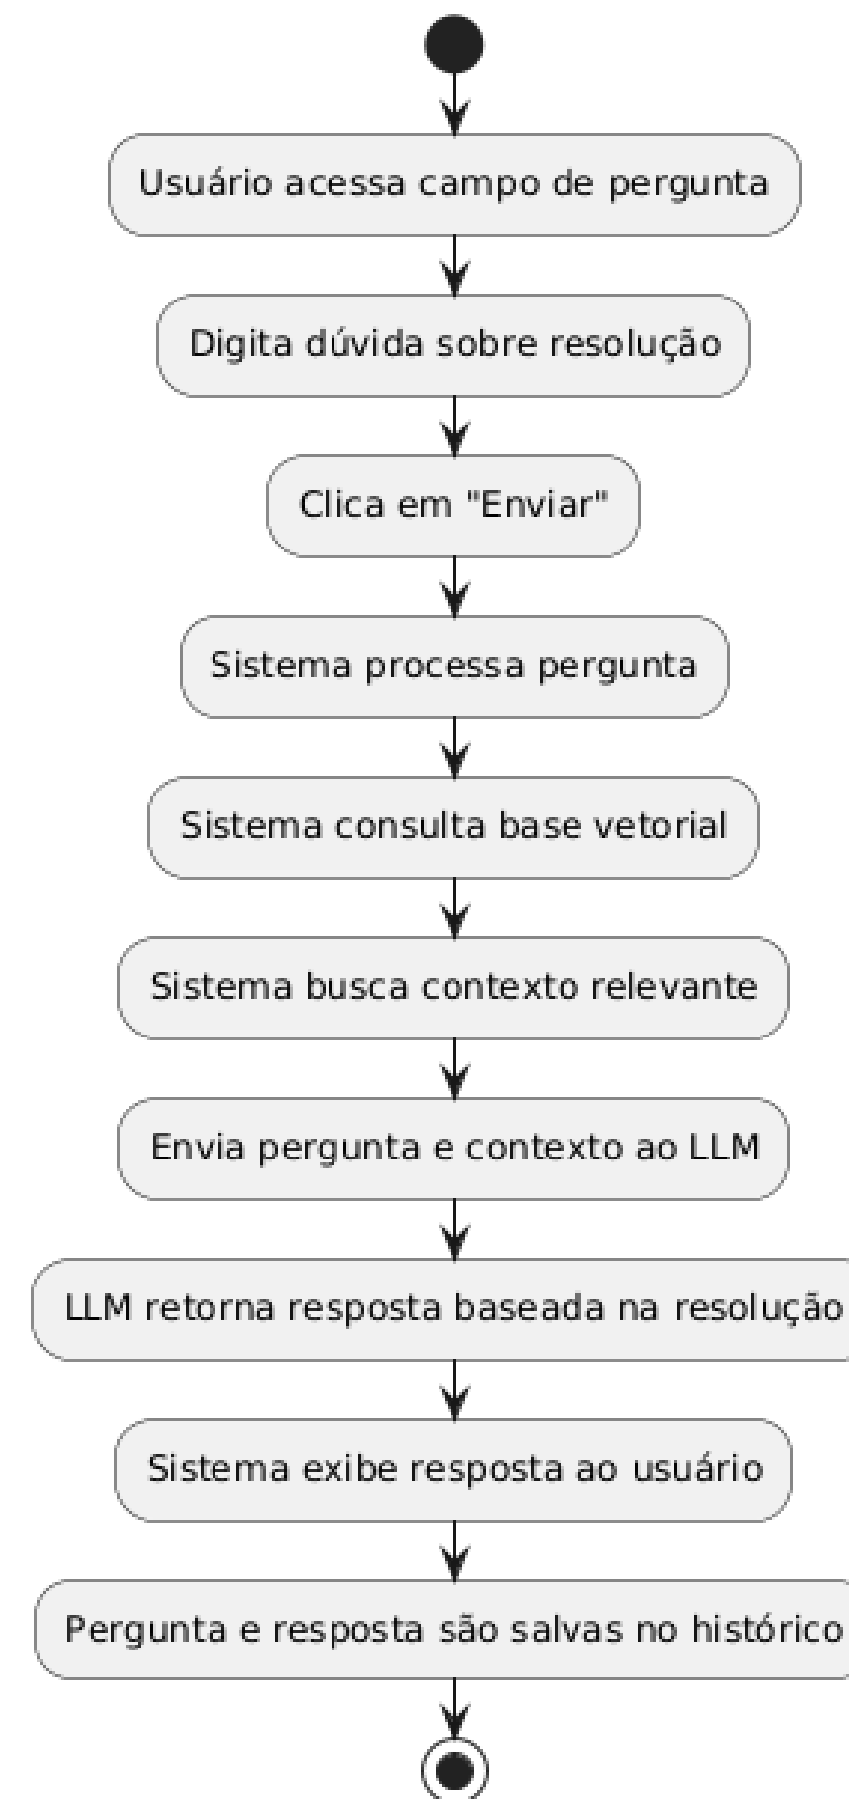 Usuário acessa campo de pergunta
Digita dúvida sobre resolução
Clica em "Enviar"
Sistema processa pergunta
Sistema consulta base vetorial
Sistema busca contexto relevante
Envia pergunta e contexto ao LLM
LLM retorna resposta baseada na resolução
Sistema exibe resposta ao usuário
Pergunta e resposta são salvas no histórico